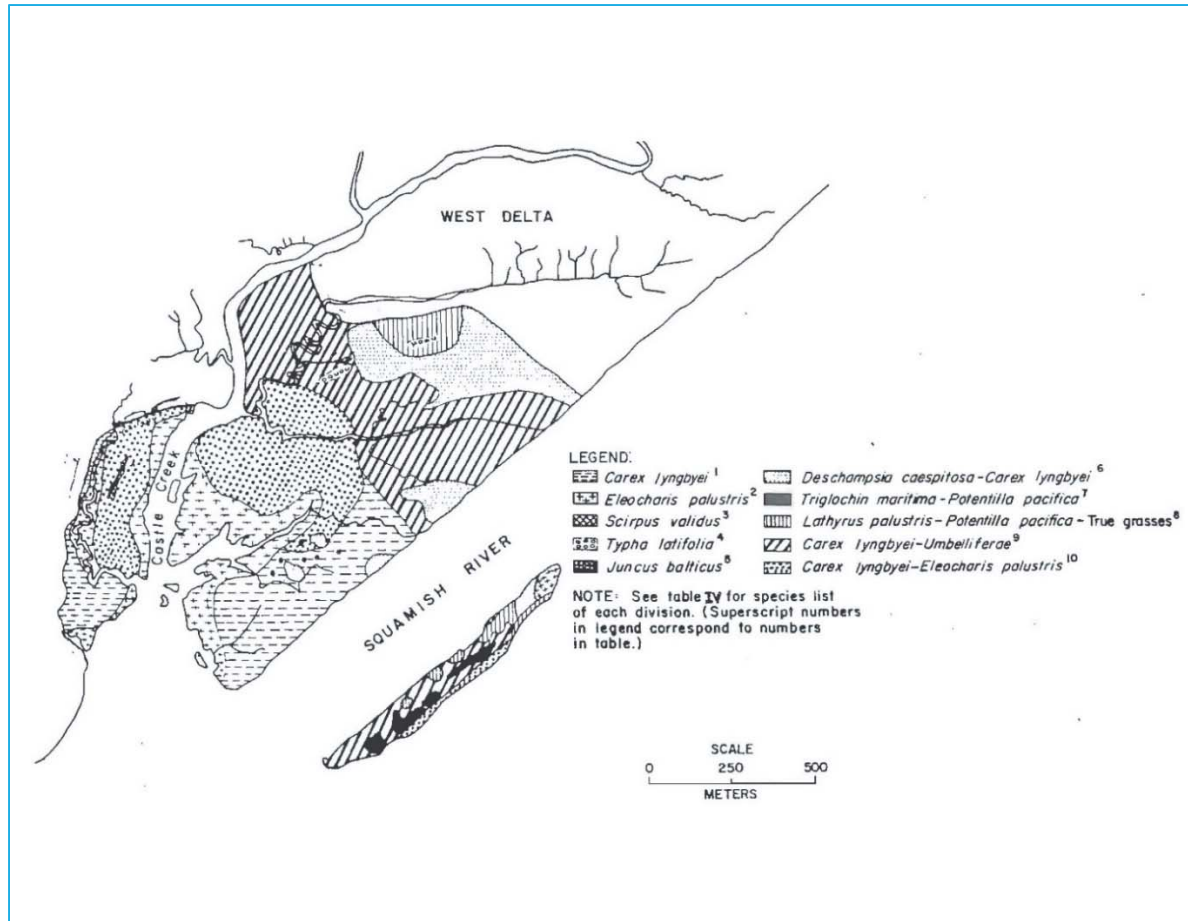 WEST DELTA
Castle Creek
SQUAMISH RIVER
LEGEND:
Carex lyngbyei 1
Eleocharis palustris 2
Scirpus validus 3
Typha latifolia 4
Juncus balticus 5
Deschampsia caespitosa-Carex lyngbyei 6
Triglochin maritima-Potentilla pacifica 7
Lathyrus palustris-Potentilla pacifica-True grasses 8
Carex lyngbyei-Umbelliferae 9
Carex lyngbyei-Eleocharis palustris 10
NOTE: See table IV for species list
of each division. (Superscript numbers
in legend correspond to numbers
in table.)
SCALE
0 250 500
METERS